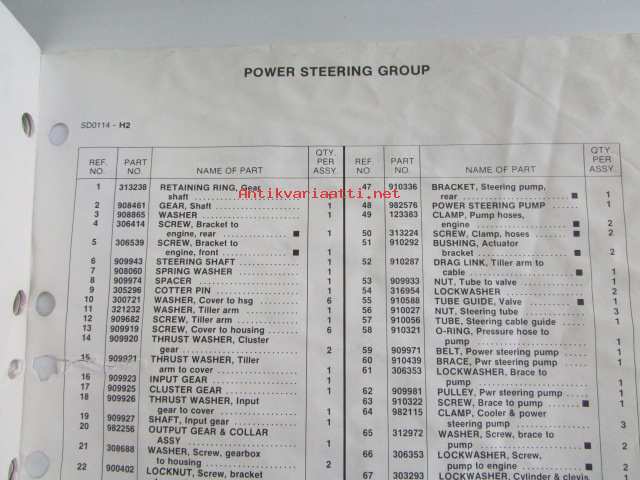 POWER STEERING GROUP
SD0114 - H2
REF. NO. PART NO. NAME OF PART QTY. PER ASSY.
1 313238 RETAINING RING, Gear
shaft 1
2 908461 GEAR, Shaft 1
3 908865 WASHER 1
4 306414 SCREW, Bracket to
engine, rear ■ 1
5 306539 SCREW, Bracket to
engine, front ■ 1
6 909943 STEERING SHAFT 1
7 908060 SPRING WASHER 1
8 909974 SPACER 1
9 305296 COTTER PIN 1
10 300721 WASHER, Cover to hsg 6
11 321232 WASHER, Tiller arm 1
12 909682 SCREW, Tiller arm 1
13 909919 SCREW, Cover to housing 6
14 909920 THRUST WASHER, Cluster
gear 2
15 909921 THRUST WASHER, Tiller
arm to cover 1
16 909923 INPUT GEAR 1
17 909925 CLUSTER GEAR 1
18 909926 THRUST WASHER, Input
gear to cover 1
19 909927 SHAFT, Input gear 1
20 982256 OUTPUT GEAR & COLLAR
ASSY 1
21 308688 WASHER, Screw, gearbox
to housing 2
22 900402 LOCKNUT, Screw, bracket
REF. NO. PART NO. NAME OF PART QTY. PER ASSY.
47 910336 BRACKET, Steering pump,
rear ■ 1
48 982576 POWER STEERING PUMP 1
49 123363 CLAMP, Pump hoses,
engine ■ 2
50 313224 SCREW, Clamp, hoses ■ 2
51 910292 BUSHING, Actuator
bracket ■ 2
52 910287 DRAG LINK, Tiller arm to
cable ■ 1
53 909933 NUT, Tube to valve 1
54 316954 LOCKWASHER 2
55 910588 TUBE GUIDE, Valve ■ 1
56 910027 NUT, Steering tube 3
57 910056 TUBE, Steering cable guide 1
58 910321 O-RING, Pressure hose to
pump 1
59 909971 BELT, Power steering pump 1
60 910439 BRACE, Pwr steering pump 1
61 306353 LOCKWASHER, Brace to
pump 1
62 909981 PULLEY, Pwr steering pump 1
63 910322 SCREW, Brace to pump ■ 1
64 982115 CLAMP, Cooler & power
steering pump 3
65 312972 WASHER, Screw, brace to
pump ■ 2
66 306353 LOCKWASHER, Screw,
pump to engine ■ 2
67 303293 LOCKWASHER, Cylinder & clevis
Antikvariaatti.net